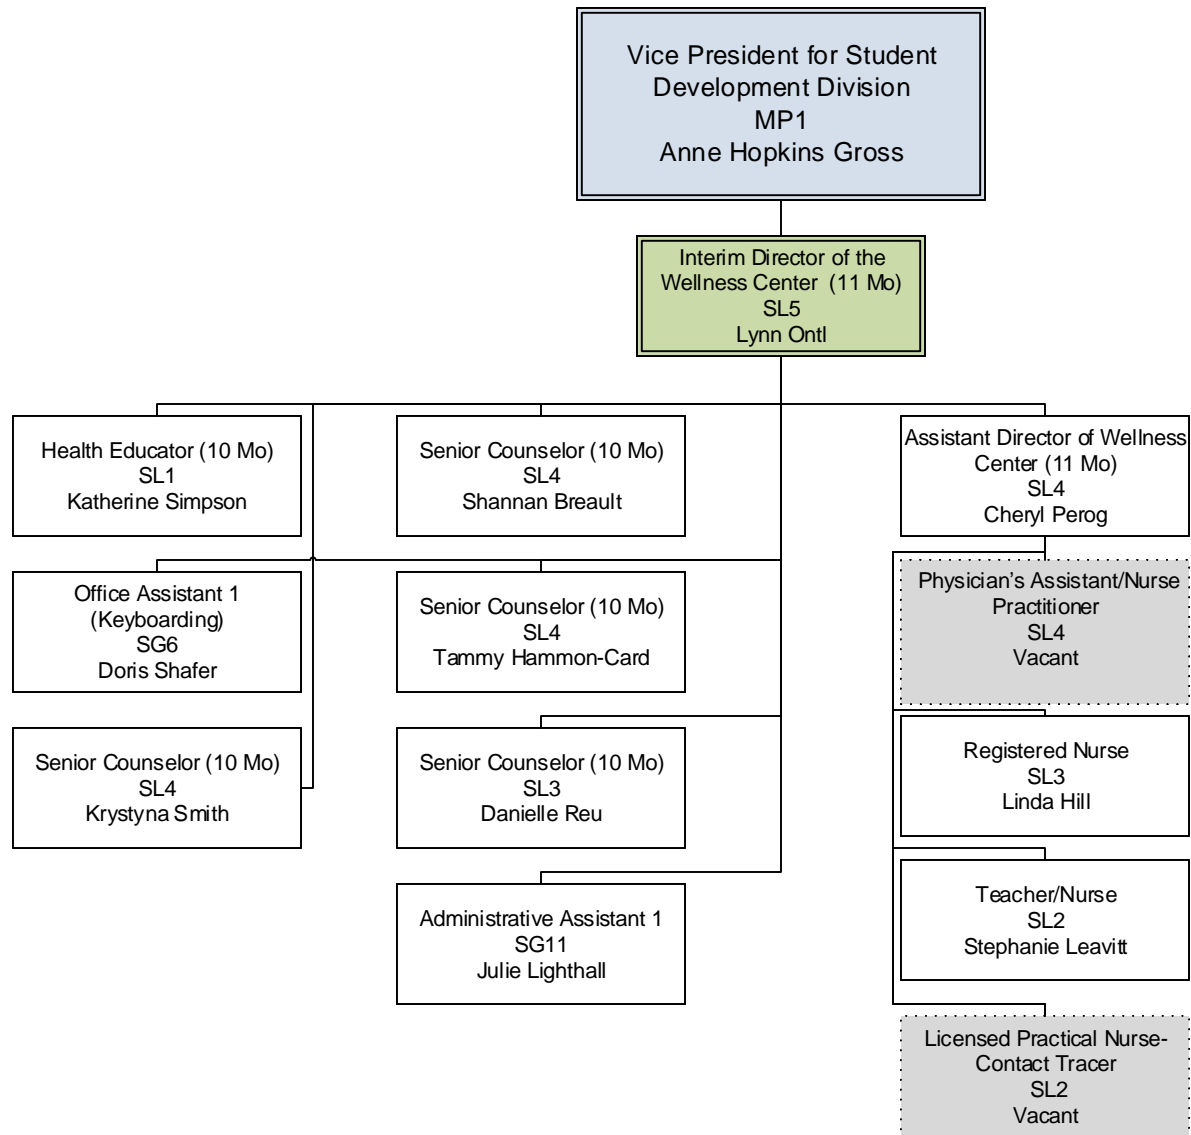 Vice President for Student
Development Division
MP1
Anne Hopkins Gross
Interim Director of the
Wellness Center (11 Mo)
SL5
Lynn Ontl
Health Educator (10 Mo)
SL1
Katherine Simpson
Senior Counselor (10 Mo)
SL4
Shannan Breault
Assistant Director of Wellness
Center (11 Mo)
SL4
Cheryl Perog
Office Assistant 1
(Keyboarding)
SG6
Doris Shafer
Senior Counselor (10 Mo)
SL4
Tammy Hammon-Card
Physician’s Assistant/Nurse
Practitioner
SL4
Vacant
Senior Counselor (10 Mo)
SL4
Krystyna Smith
Senior Counselor (10 Mo)
SL3
Danielle Reu
Registered Nurse
SL3
Linda Hill
Administrative Assistant 1
SG11
Julie Lighthall
Teacher/Nurse
SL2
Stephanie Leavitt
Licensed Practical Nurse-
Contact Tracer
SL2
Vacant